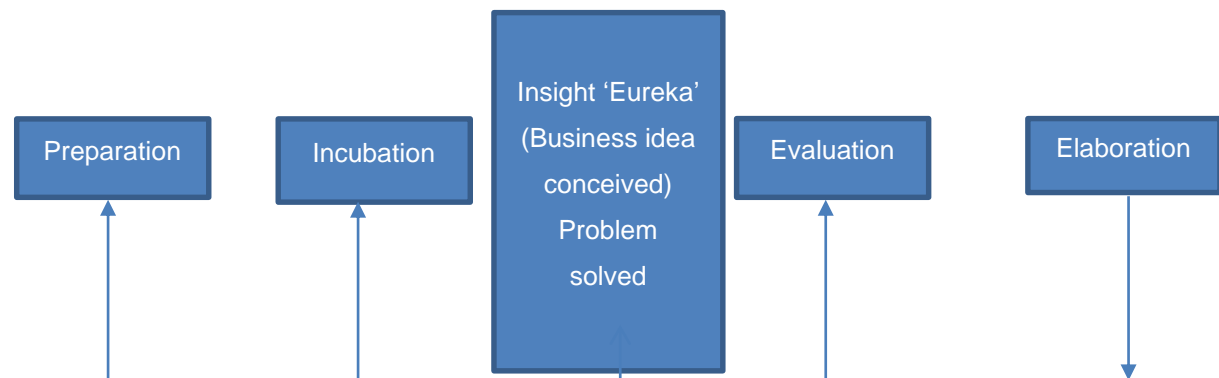 Preparation
Incubation
Insight ‘Eureka’
(Business idea
conceived)
Problem
solved
Evaluation
Elaboration